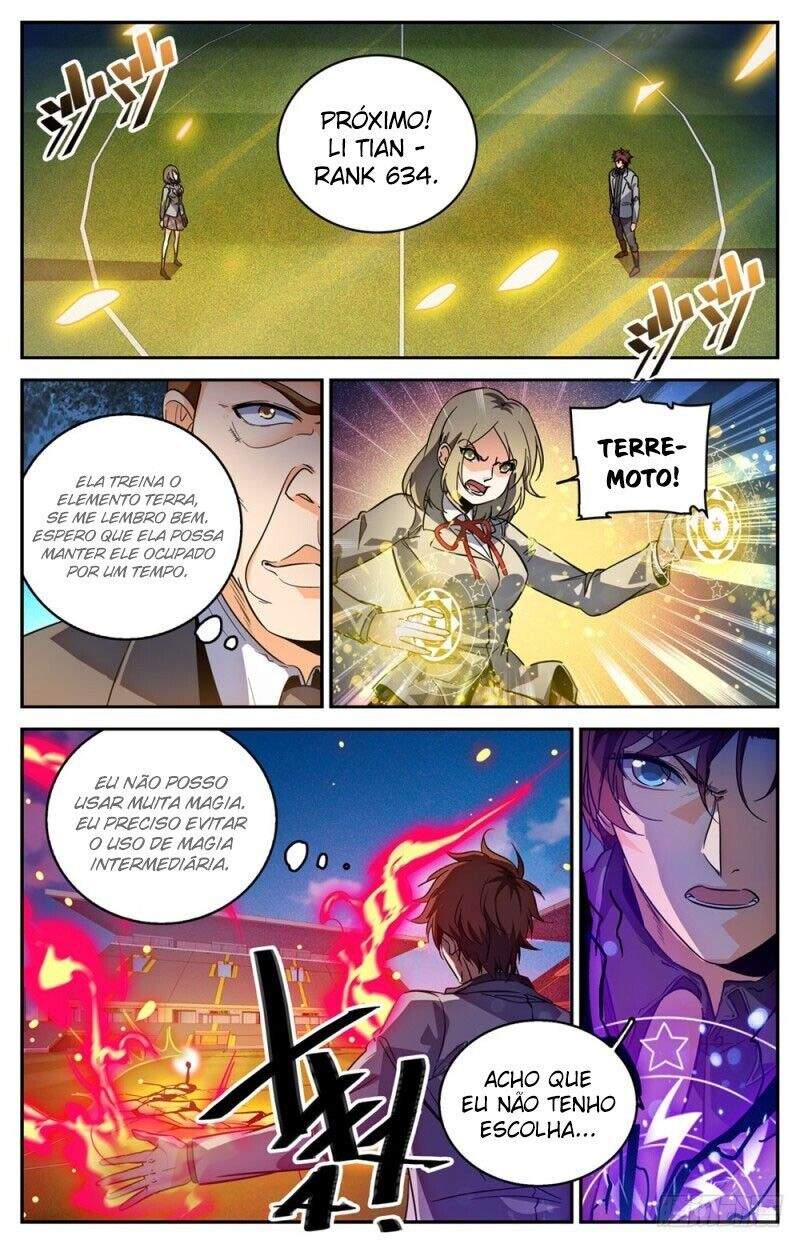 PRÓXIMO!
LI TIAN -
RANK 634.
ELA TREINA O
ELEMENTO TERRA,
SE ME LEMBRO BEM.
ESPERO QUE ELA POSSA
MANTER ELE OCUPADO
POR UM TEMPO.
TERRE-
MOTO!
EU NÃO POSSO
USAR MUITA MAGIA.
EU PRECISO EVITAR
O USO DE MAGIA
INTERMEDIÁRIA.
ACHO QUE
EU NÃO TENHO
ESCOLHA...